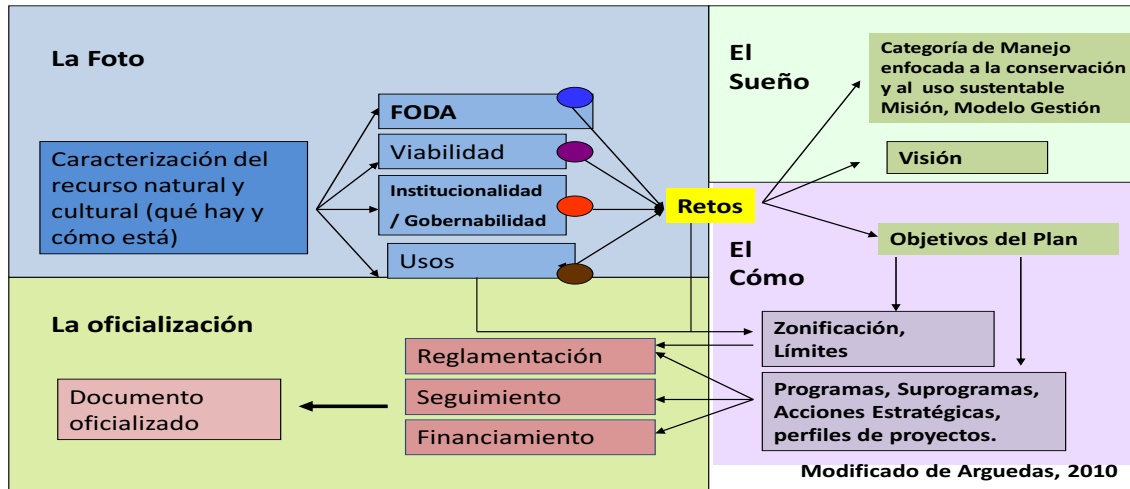 La Foto
Caracterización del
recurso natural y
cultural (qué hay y
cómo está)
FODA
Viabilidad
Institucionalidad
/ Gobernabilidad
Usos
Retos
El
Sueño
Categoría de Manejo
enfocada a la conservación
y al uso sustentable
Misión, Modelo Gestión
Visión
El
Cómo
Objetivos del Plan
Zonificación,
Límites
Programas, Suprogramas,
Acciones Estratégicas,
perfiles de proyectos.
La oficialización
Reglamentación
Seguimiento
Financiamiento
Documento
oficializado
Modificado de Arguedas, 2010